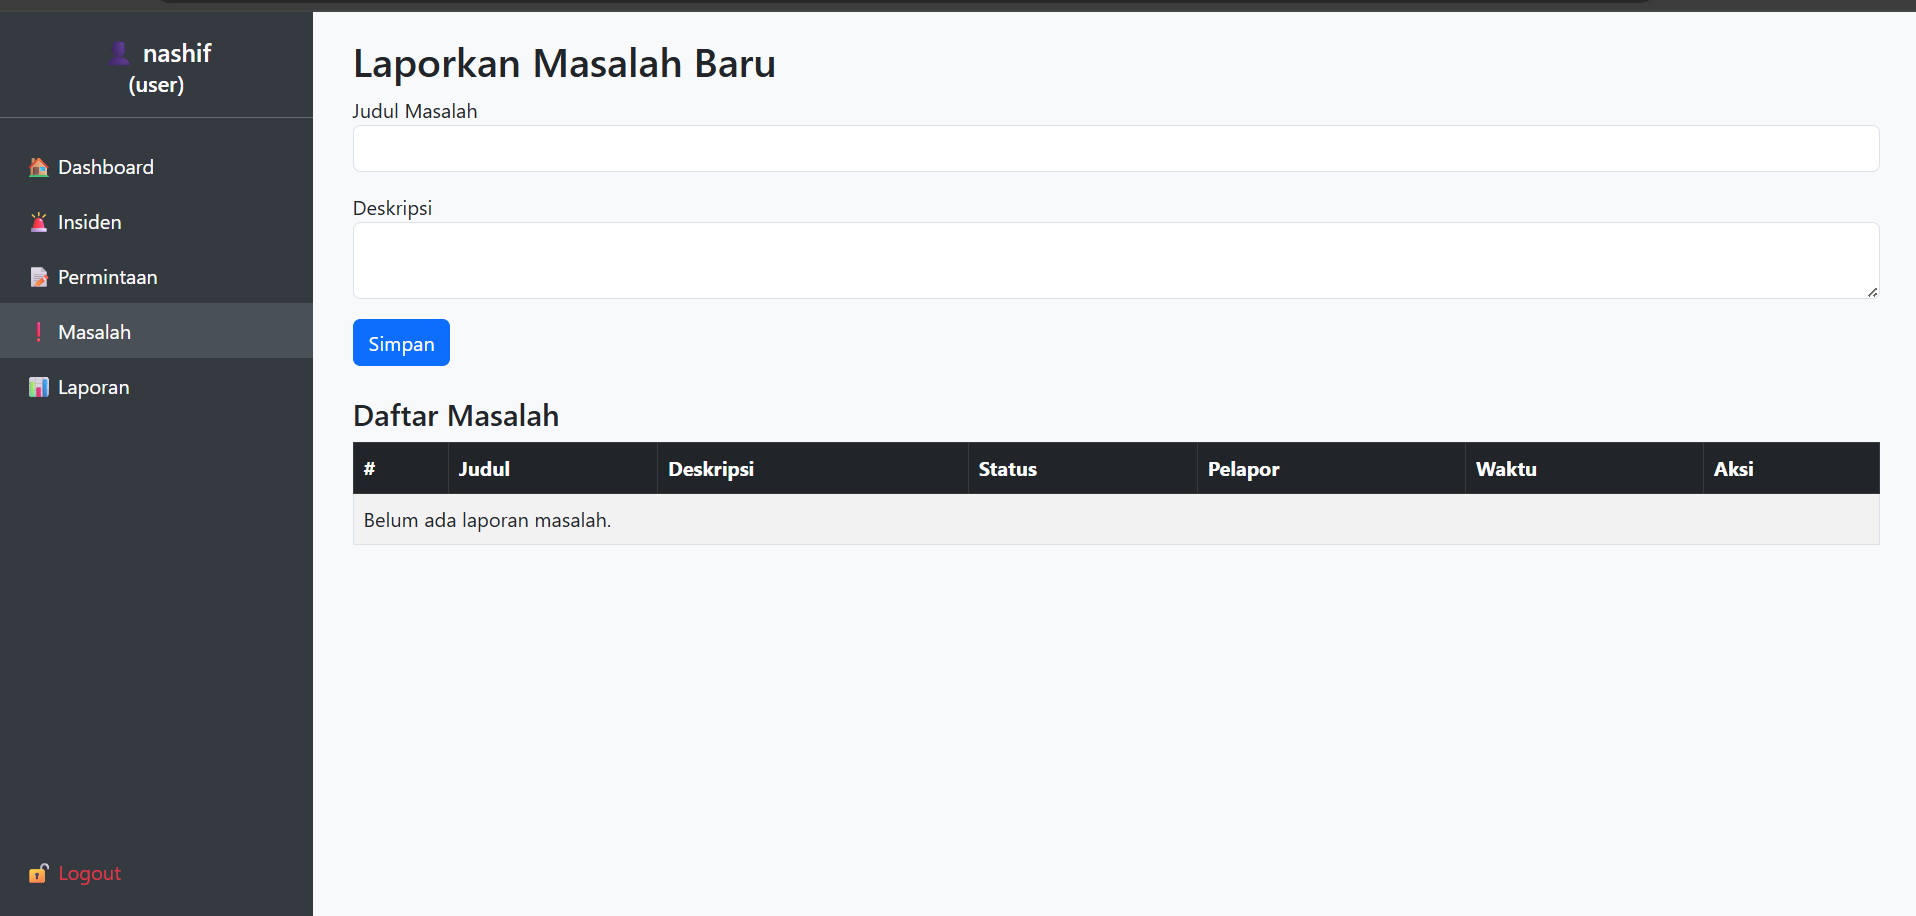 nashif
(user)
Dashboard
Insiden
Permintaan
Masalah
Laporan
Logout
Laporkan Masalah Baru
Judul Masalah
Deskripsi
Simpan
Daftar Masalah
# Judul Deskripsi Status Pelapor Waktu Aksi
Belum ada laporan masalah.